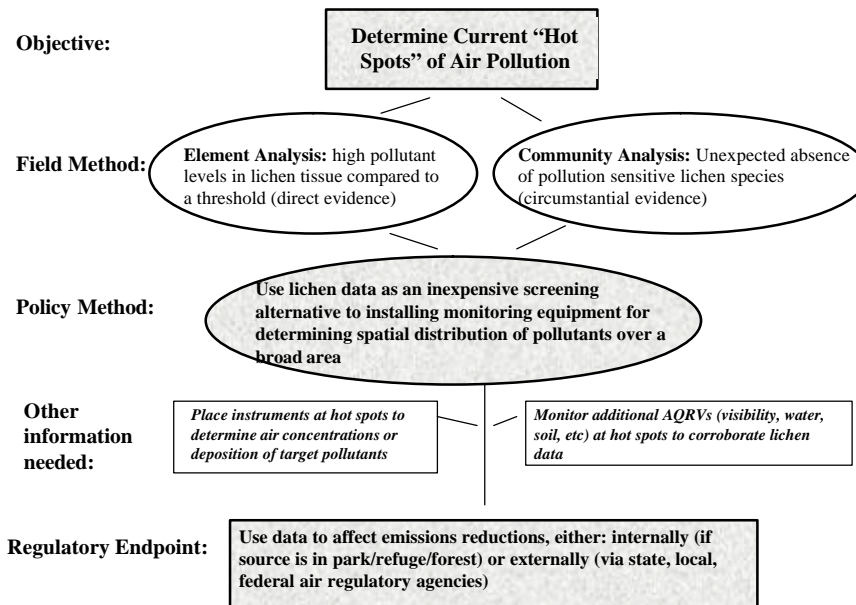 Objective:
Determine Current “Hot
Spots” of Air Pollution
Field Method:
Element Analysis: high pollutant
levels in lichen tissue compared to
a threshold (direct evidence)
Community Analysis: Unexpected absence
of pollution sensitive lichen species
(circumstantial evidence)
Policy Method:
Use lichen data as an inexpensive screening
alternative to installing monitoring equipment for
determining spatial distribution of pollutants over a
broad area
Other
information
needed:
Place instruments at hot spots to
determine air concentrations or
deposition of target pollutants
Monitor additional AQRVs (visibility, water,
soil, etc) at hot spots to corroborate lichen
data
Regulatory Endpoint:
Use data to affect emissions reductions, either: internally (if
source is in park/refuge/forest) or externally (via state, local,
federal air regulatory agencies)